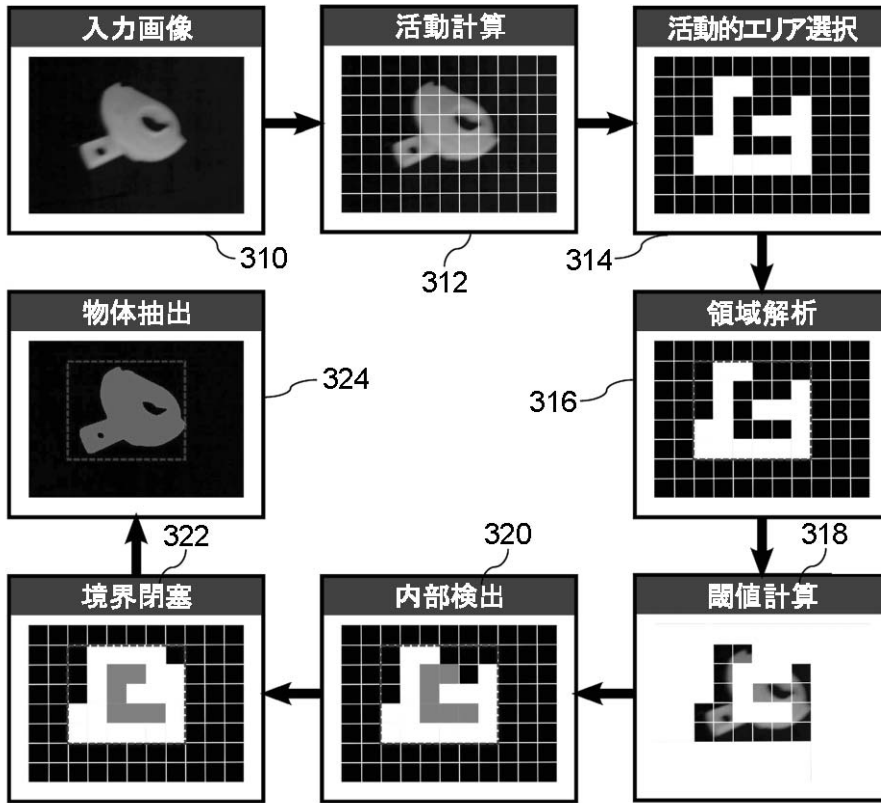 入力画像
活動計算
活動的エリア選択
310
312
314
物体抽出
領域解析
324
316
322
320
318
境界閉塞
内部検出
閾値計算